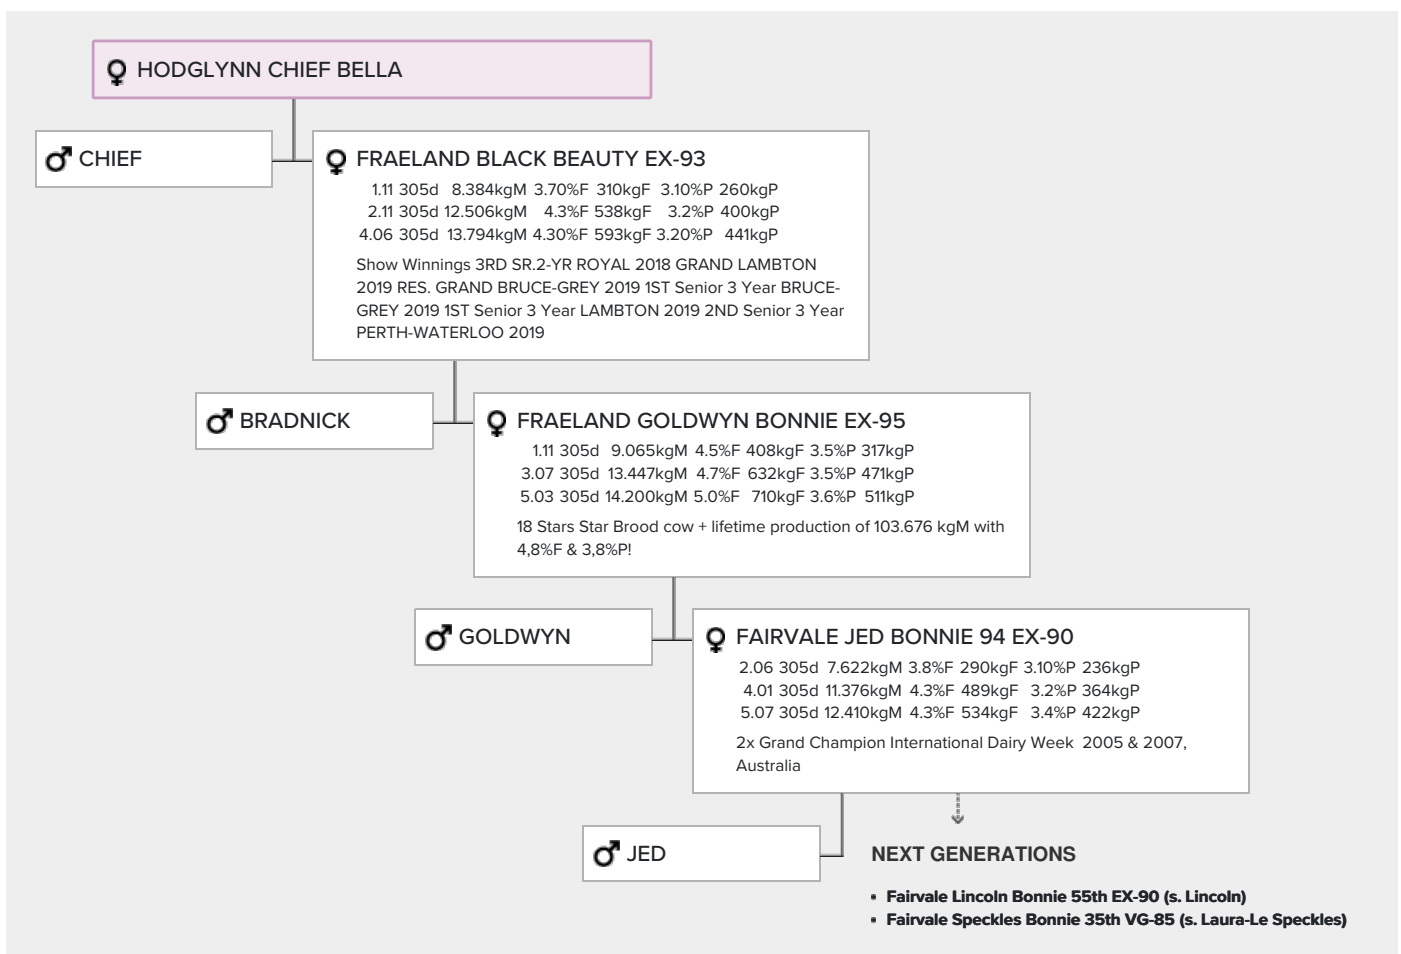 HODGLYNN CHIEF BELLA
CHIEF
FRAELAND BLACK BEAUTY EX-93
1.11 305d 8.384kgM 3.70%F 310kgF 3.10%P 260kgP
2.11 305d 12.506kgM 4.3%F 538kgF 3.2%P 400kgP
4.06 305d 13.794kgM 4.30%F 593kgF 3.20%P 441kgP
Show Winnings 3RD SR.2-YR ROYAL 2018 GRAND LAMBTON
2019 RES. GRAND BRUCE-GREY 2019 1ST Senior 3 Year BRUCE-
GREY 2019 1ST Senior 3 Year LAMBTON 2019 2ND Senior 3 Year
PERTH-WATERLOO 2019
BRADNICK
FRAELAND GOLDWYN BONNIE EX-95
1.11 305d 9.065kgM 4.5%F 408kgF 3.5%P 317kgP
3.07 305d 13.447kgM 4.7%F 632kgF 3.5%P 471kgP
5.03 305d 14.200kgM 5.0%F 710kgF 3.6%P 511kgP
18 Stars Star Brood cow + lifetime production of 103.676 kgM with
4,8%F & 3,8%P!
GOLDWYN
FAIRVALE JED BONNIE 94 EX-90
2.06 305d 7.622kgM 3.8%F 290kgF 3.10%P 236kgP
4.01 305d 11.376kgM 4.3%F 489kgF 3.2%P 364kgP
5.07 305d 12.410kgM 4.3%F 534kgF 3.4%P 422kgP
2x Grand Champion International Dairy Week 2005 & 2007,
Australia
JED
NEXT GENERATIONS
• Fairvale Lincoln Bonnie 55th EX-90 (s. Lincoln)
• Fairvale Speckles Bonnie 35th VG-85 (s. Laura-Le Speckles)